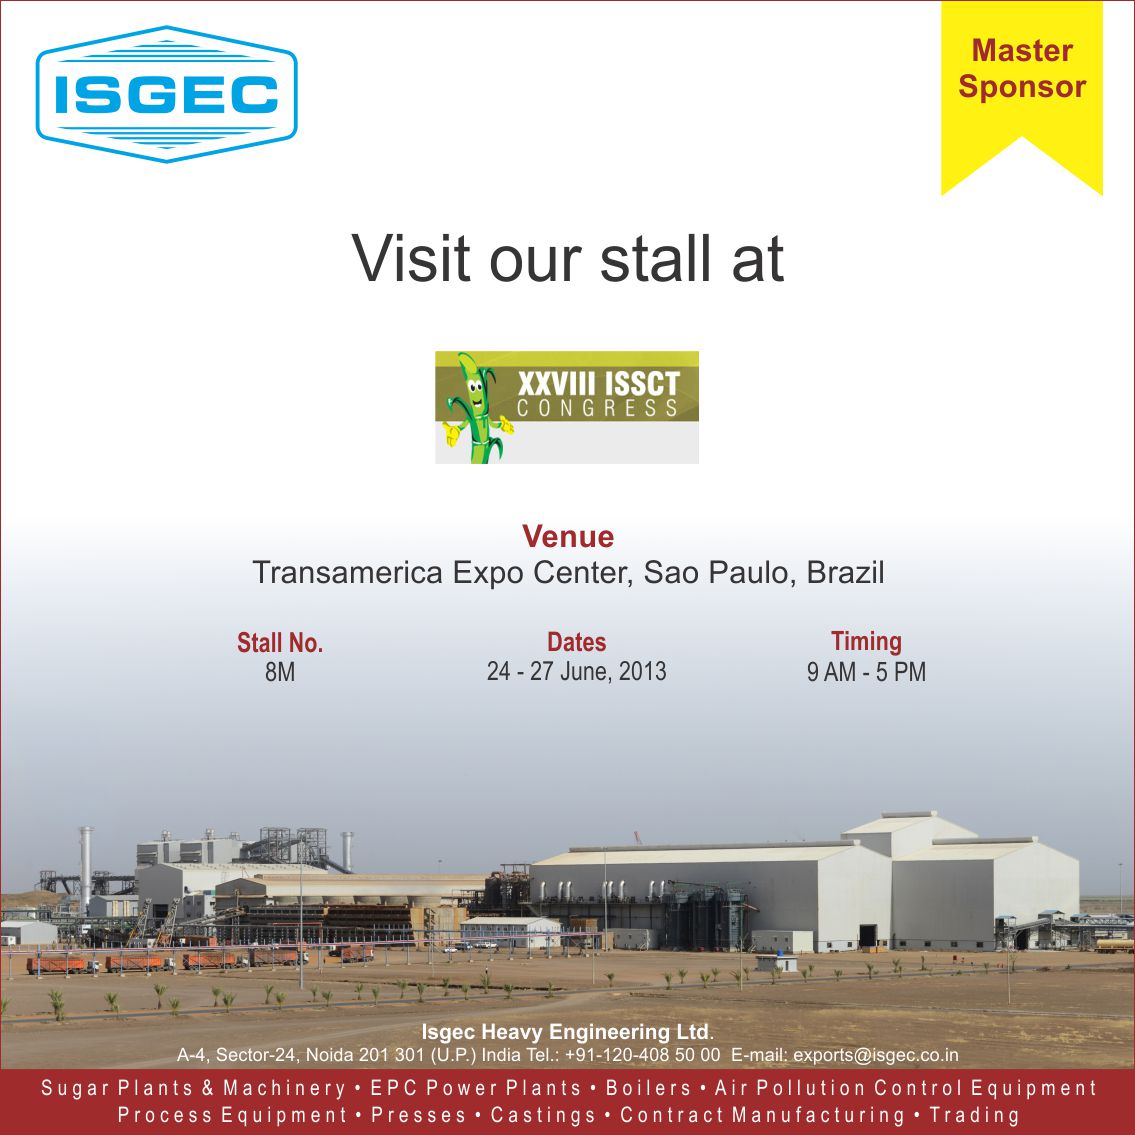 ISGEC
Master
Sponsor
Visit our stall at
XXVIII ISSCT
CONGRESS
Venue
Transamerica Expo Center, Sao Paulo, Brazil
Stall No.
8M
Dates
24 - 27 June, 2013
Timing
9 AM - 5 PM
Isgec Heavy Engineering Ltd.
A-4, Sector-24, Noida 201 301 (U.P.) India Tel.: +91-120-408 50 00 E-mail: exports@isgec.co.in
Sugar Plants & Machinery • EPC Power Plants • Boilers • Air Pollution Control Equipment
Process Equipment • Presses • Castings • Contract Manufacturing • Trading